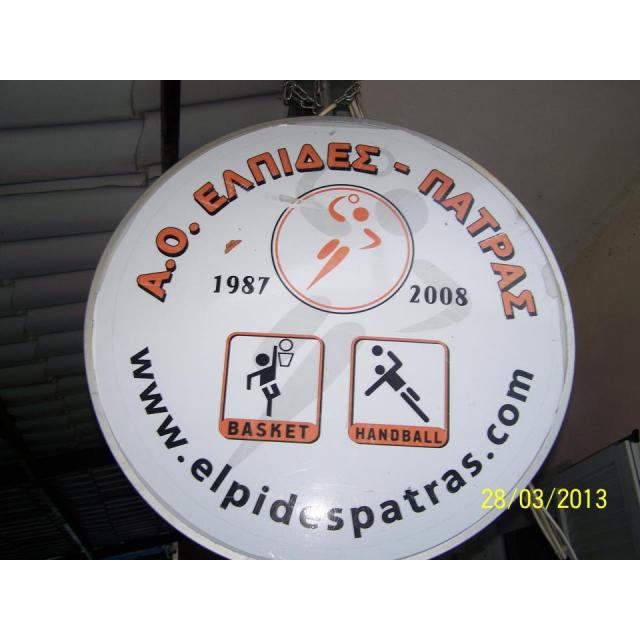 Α.Ο. ΕΛΠΙΔΕΣ - ΠΑΤΡΑΣ
1987 2008
BASKET HANDBALL
www.elpidespatras.com
28/03/2013